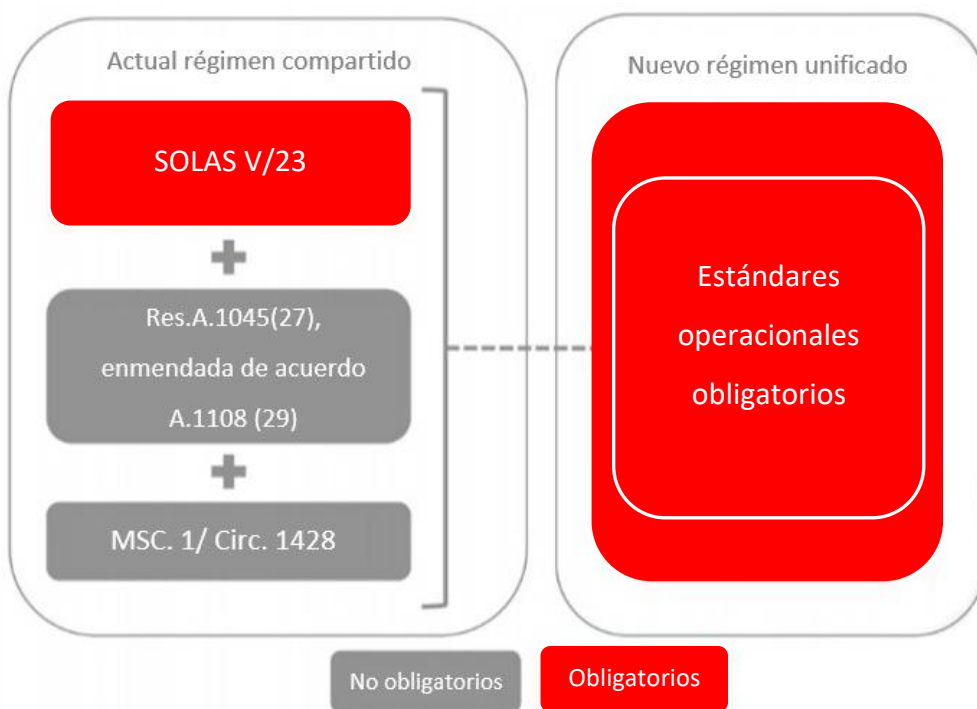 Actual régimen compartido
SOLAS V/23
Res.A.1045(27),
enmendada de acuerdo
A.1108 (29)
MSC. 1/ Circ. 1428
Nuevo régimen unificado
Estándares
operacionales
obligatorios
No obligatorios
Obligatorios